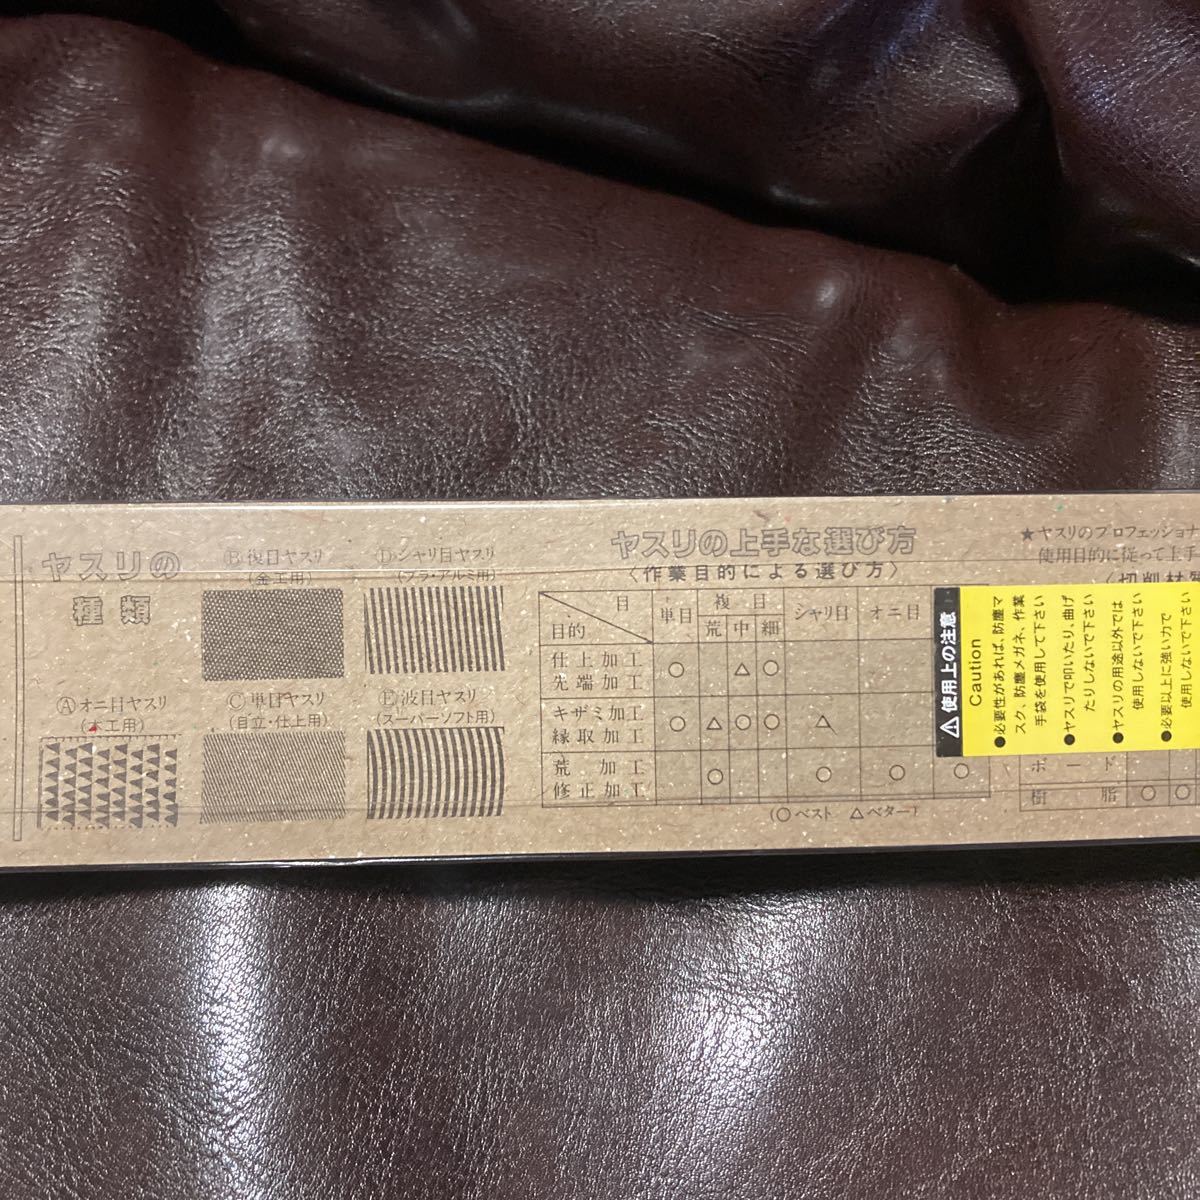 ヤスリの
種類
Ⓑ複目ヤスリ
(金工用)
Ⓓシャリ目ヤスリ
(プラ・アルミ用)
Ⓐオニ目ヤスリ
(木工用)
Ⓒ単目ヤスリ
(目立・仕上用)
Ⓔ波目ヤスリ
(スーパーソフト用)
ヤスリの上手な選び方
〈作業目的による選び方〉
目 単目 複目 シャリ目 オニ目
目的 荒 中 細
仕上加工 ○ △ ○
先端加工
キザミ加工 ○ △ ○ ○ △
縁取加工
荒加工 ○ ○ ○ ○
修正加工
(○ベスト △ベター)
★ヤスリのプロフェッショナ
使用目的に従って上手
〈切削材
ボード
樹脂 ○ ○
⚠使用上の注意
Caution
●必要性があれば、防塵マ
スク、防塵メガネ、作業
手袋を使用して下さい
●ヤスリで叩いたり、曲げ
たりしないで下さい
●ヤスリの用途以外では
使用しないで下さい
●必要以上に強い力で
使用しないで下さい